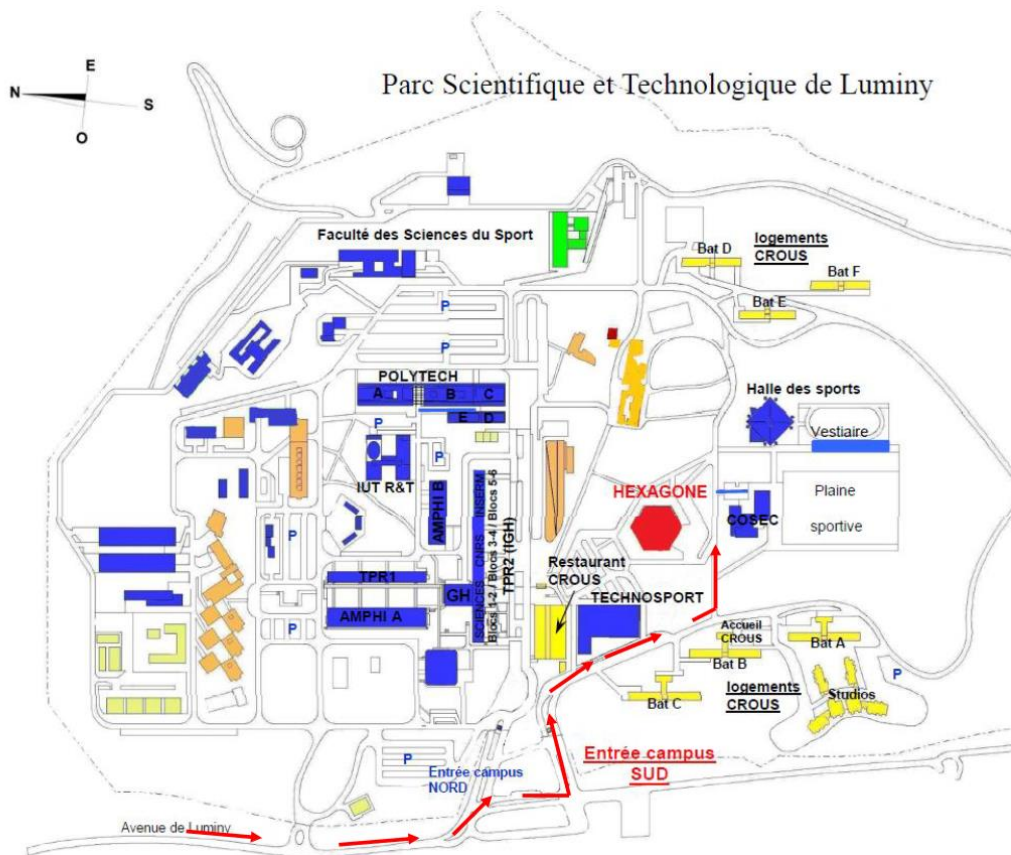 Parc Scientifique et Technologique de Luminy
E
N
S
O
Faculté des Sciences du Sport
Bat D
logements
CROUS
Bat F
Bat E
P
P
POLYTECH
A
B
C
E
D
P
P
P
IUT R&T
AMPHI B
Halle des sports
Vestiaire
HEXAGONE
COSEC
Plaine
sportive
SCIENCES CNRS INSERM
Blocs 1-2 / Blocs 3-4 / Blocs 5-6
TPR2 (IGH)
P
Restaurant
CROUS
TPR1
GH
TECHNOSPORT
AMPHI A
P
Accueil
CROUS
Bat A
Bat B
P
logements
CROUS
Bat C
Studios
P
Entrée campus
NORD
Entrée campus
SUD
Avenue de Luminy